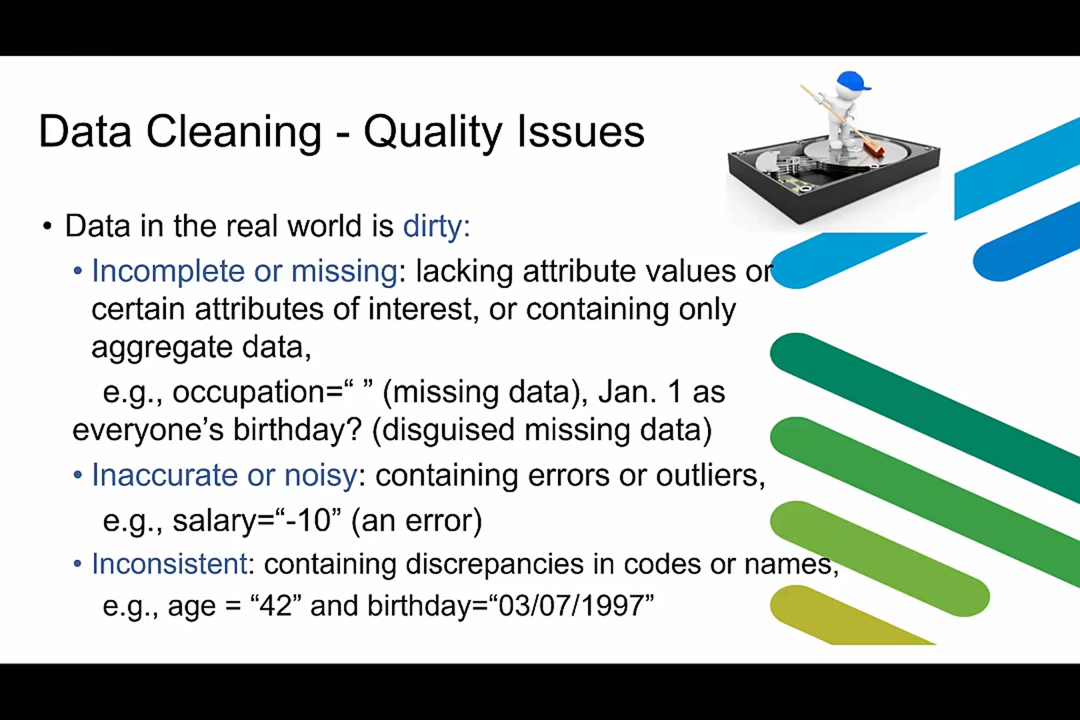 Data Cleaning - Quality Issues
• Data in the real world is dirty:
• Incomplete or missing: lacking attribute values or
certain attributes of interest, or containing only
aggregate data,
e.g., occupation=“ ” (missing data), Jan. 1 as
everyone’s birthday? (disguised missing data)
• Inaccurate or noisy: containing errors or outliers,
e.g., salary=“-10” (an error)
• Inconsistent: containing discrepancies in codes or names,
e.g., age = “42” and birthday=“03/07/1997”